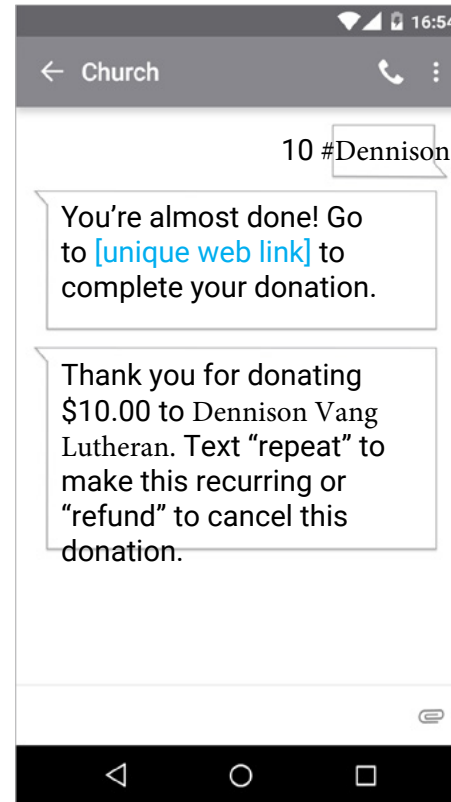 16:54
Church
10 #Dennison
You’re almost done! Go
to [unique web link] to
complete your donation.
Thank you for donating
$10.00 to Dennison Vang
Lutheran. Text “repeat” to
make this recurring or
“refund” to cancel this
donation.